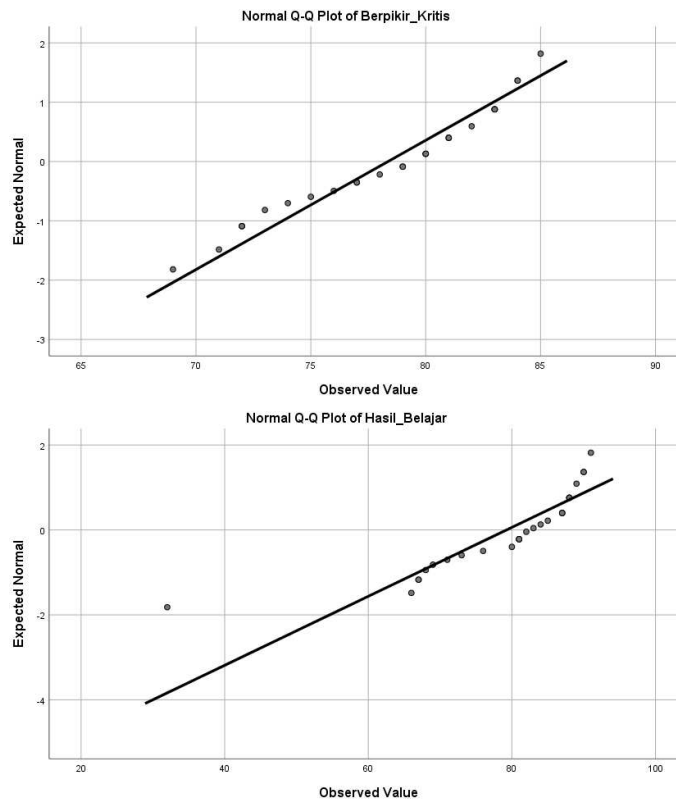 Normal Q-Q Plot of Berpikir_Kritis
2
1
0
-1
-2
-3
Expected Normal
65 70 75 80 85 90
Observed Value
Normal Q-Q Plot of Hasil_Belajar
2
0
-2
-4
Expected Normal
20 40 60 80 100
Observed Value